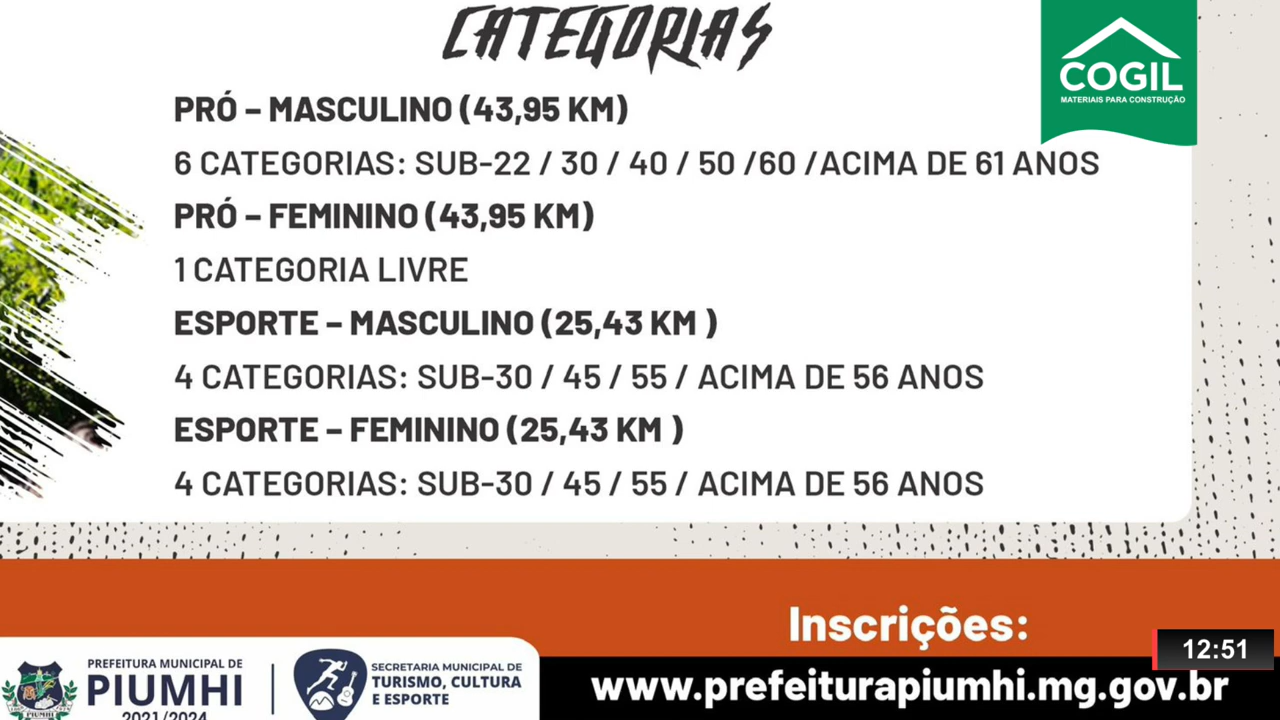 CATEGORIAS
COGIL
MATERIAIS PARA CONSTRUÇÃO
PRÓ – MASCULINO (43,95 KM)
6 CATEGORIAS: SUB-22 / 30 / 40 / 50 /60 /ACIMA DE 61 ANOS
PRÓ – FEMININO (43,95 KM)
1 CATEGORIA LIVRE
ESPORTE – MASCULINO (25,43 KM )
4 CATEGORIAS: SUB-30 / 45 / 55 / ACIMA DE 56 ANOS
ESPORTE – FEMININO (25,43 KM )
4 CATEGORIAS: SUB-30 / 45 / 55 / ACIMA DE 56 ANOS
Inscrições:
12:51
www.prefeiturapiumhi.mg.gov.br
PREFEITURA MUNICIPAL DE
PIUMHI
2021/2024
PIUMHI
SECRETARIA MUNICIPAL DE
TURISMO, CULTURA
E ESPORTE